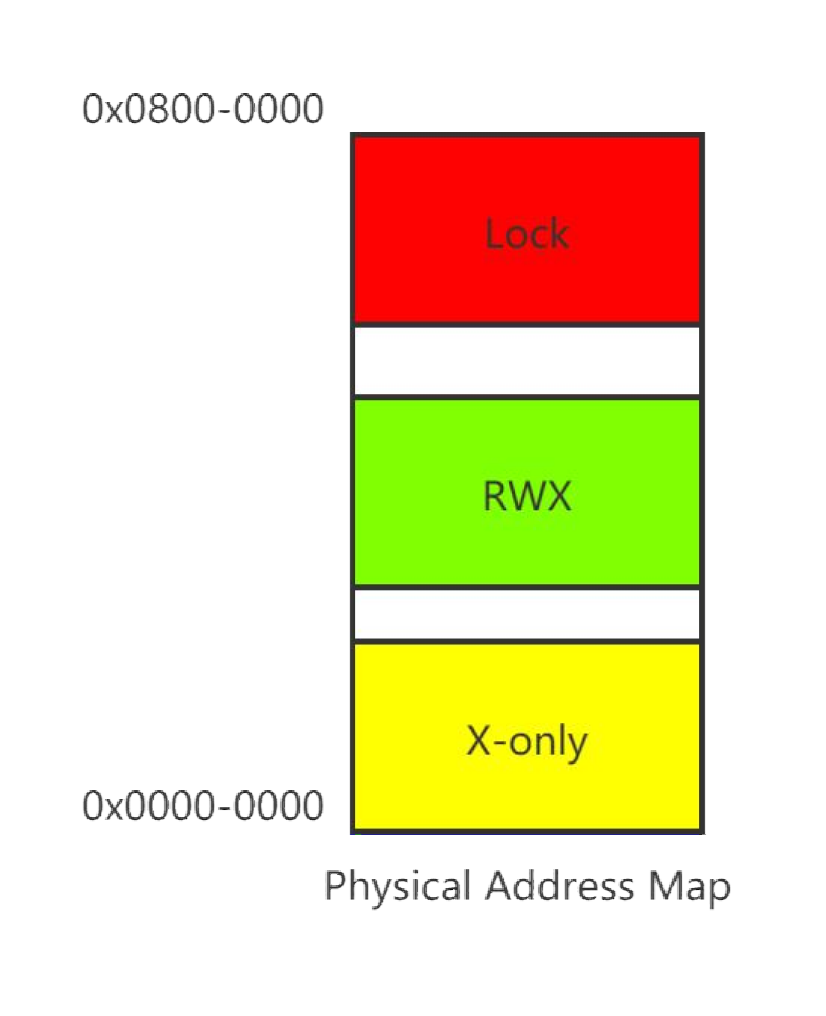 0x0800-0000
Lock
RWX
X-only
0x0000-0000
Physical Address Map